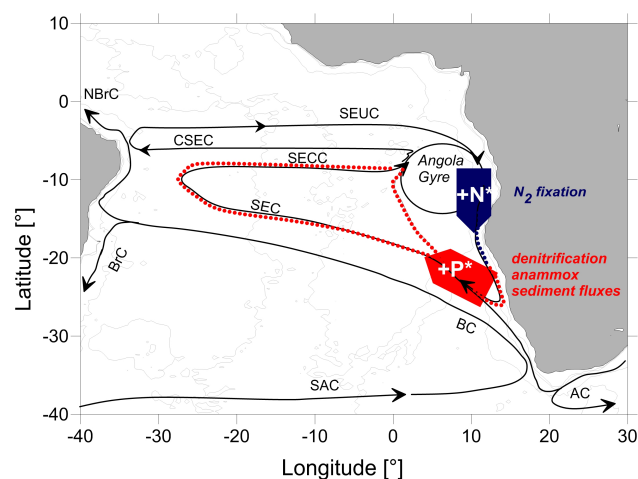 10
0
-10
-20
-30
-40
Latitude [°]
NBrC
SEUC
CSEC
SECC
Angola
Gyre
+N*
N2 fixation
SEC
BrC
+P*
denitrification
anammox
sediment fluxes
BC
SAC
AC
-40 -30 -20 -10 0 10 20 30
Longitude [°]